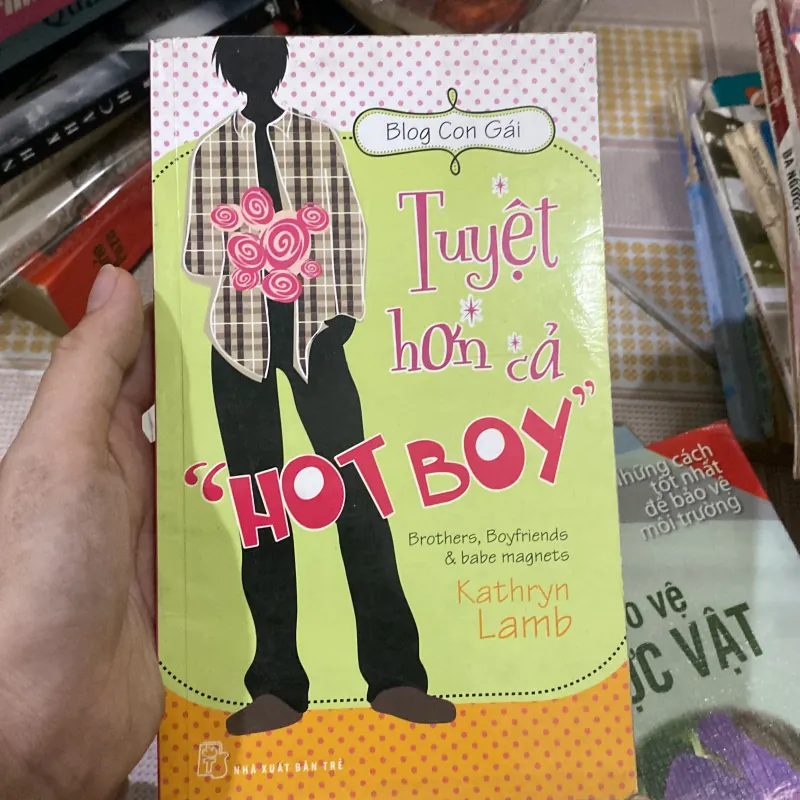 Blog Con Gái
Tuyệt
hơn cả
"HOT BOY"
Brothers, Boyfriends
& babe magnets
Kathryn
Lamb
NHÀ XUẤT BẢN TRẺ
Những cách
tốt nhất
để bảo vệ
môi trường
o vệ
ỰC VẬT